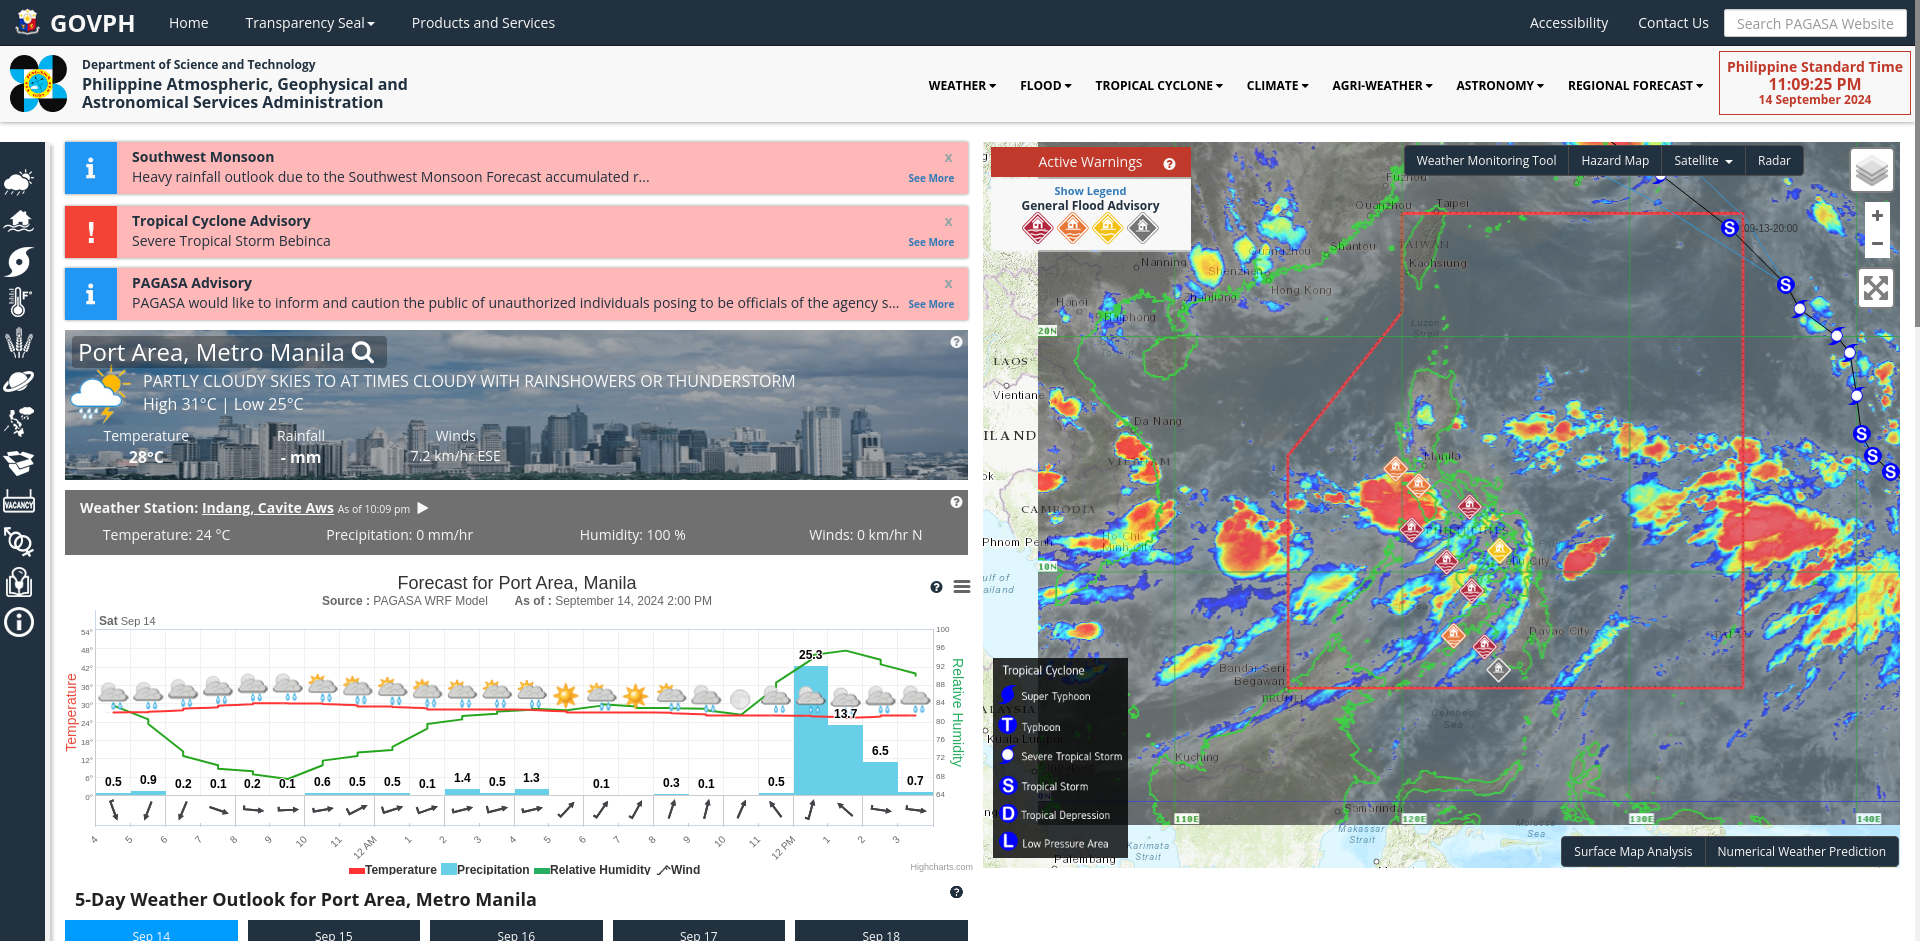 GOVPH
Home
Transparency Seal
Products and Services
Accessibility
Contact Us
Search PAGASA Website
Department of Science and Technology
Philippine Atmospheric, Geophysical and
Astronomical Services Administration
WEATHER
FLOOD
TROPICAL CYCLONE
CLIMATE
AGRI-WEATHER
ASTRONOMY
REGIONAL FORECAST
Philippine Standard Time
11:09:25 PM
14 September 2024
Southwest Monsoon
x
Heavy rainfall outlook due to the Southwest Monsoon Forecast accumulated r...
See More
Tropical Cyclone Advisory
x
Severe Tropical Storm Bebinca
See More
PAGASA Advisory
x
PAGASA would like to inform and caution the public of unauthorized individuals posing to be officials of the agency s...
See More
Port Area, Metro Manila
PARTLY CLOUDY SKIES TO AT TIMES CLOUDY WITH RAINSHOWERS OR THUNDERSTORM
High 31°C | Low 25°C
Temperature
28°C
Rainfall
- mm
Winds
7.2 km/hr ESE
Weather Station: Indang, Cavite Aws As of 10:09 pm
Temperature: 24 °C
Precipitation: 0 mm/hr
Humidity: 100 %
Winds: 0 km/hr N
Forecast for Port Area, Manila
Source : PAGASA WRF Model As of : September 14, 2024 2:00 PM
Sat Sep 14
Temperature
54° 48° 42° 36° 30° 24° 18° 12° 6° 0°
100 96 92 88 84 80 76 72 68 64
Relative Humidity
0.5 0.9 0.2 0.1 0.2 0.1 0.6 0.5 0.5 0.1 1.4 0.5 1.3 0.1 0.3 0.1 0.5 25.3 13.7 6.5 0.7
4 5 6 7 8 9 10 11 12 AM 1 2 3 4 5 6 7 8 9 10 11 12 PM 1 2 3
Temperature Precipitation Relative Humidity Wind
Highcharts.com
5-Day Weather Outlook for Port Area, Metro Manila
Sep 14
Sep 15
Sep 16
Sep 17
Sep 18
VACANCY
Active Warnings
Show Legend
General Flood Advisory
Weather Monitoring Tool
Hazard Map
Satellite
Radar
+
−
09-13-20:00
Fuzhou
Quanzhou
Taipei
TAIWAN
Kaohsiung
Shantou
Guangzhou
Shenzhen
Hong Kong
Nanning
Zhanjiang
Hanoi
Haiphong
Luzon
Strait
20N
LAOS
Vientiane
Da Nang
ILAND
VIETNAM
ok
CAMBODIA
Phnom Penh
Ho Chi
Minh City
10N
ulf of
ailand
Manila
PHILIPPINES
Cebu City
Davao City
PALAU
Bandar Seri
Begawan
BRUNEI
Celebes
Sea
ALAYSIA
Kuala Lumpur
Kuching
Samarinda
110E
120E
130E
140E
Makassar
Strait
Molucca
Sea
Karimata
Strait
Palembang
Tropical Cyclone
Super Typhoon
T Typhoon
Severe Tropical Storm
S Tropical Storm
D Tropical Depression
L Low Pressure Area
Surface Map Analysis
Numerical Weather Prediction